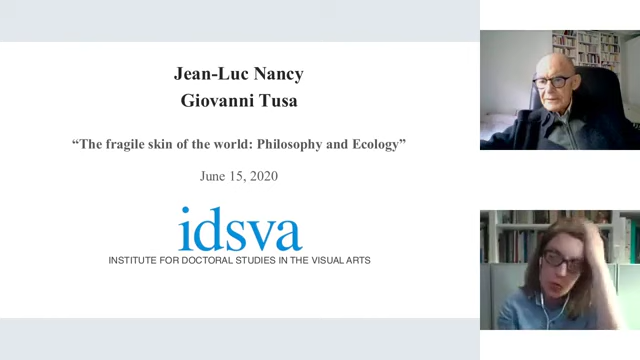 Jean-Luc Nancy
Giovanni Tusa
“The fragile skin of the world: Philosophy and Ecology”
June 15, 2020
idsva
INSTITUTE FOR DOCTORAL STUDIES IN THE VISUAL ARTS